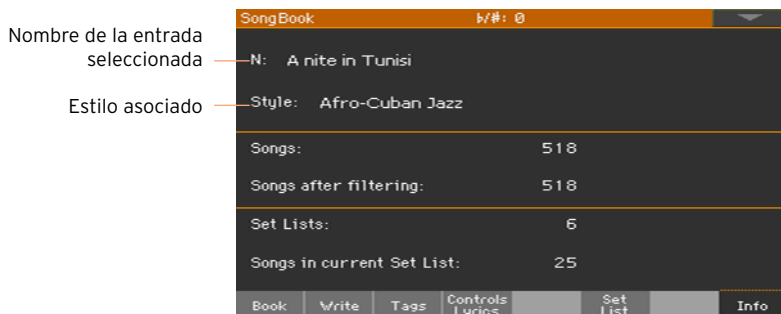 SongBook ♭/#: 0
Nombre de la entrada
seleccionada
N: A nite in Tunisi
Estilo asociado
Style: Afro-Cuban Jazz
Songs: 518
Songs after filtering: 518
Set Lists: 6
Songs in current Set List: 25
Book Write Tags Controls Lyrics Set List Info